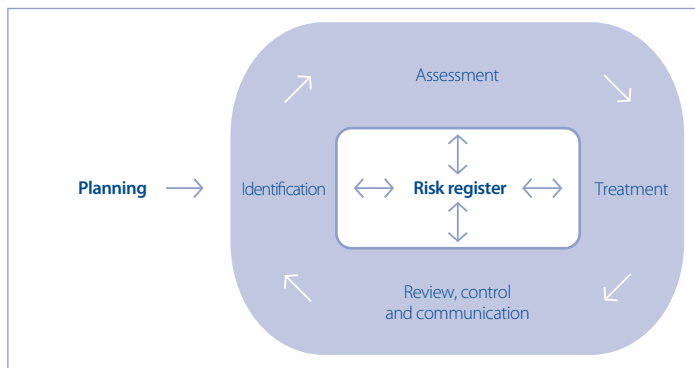 Assessment
Planning
Identification
Risk register
Treatment
Review, control
and communication